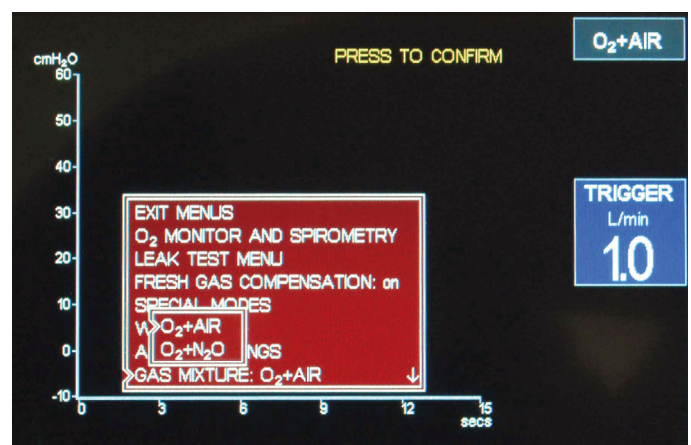 cmH₂O
PRESS TO CONFIRM
O₂+AIR
60
50
40
30
20
10
0
-10
EXIT MENUS
O₂ MONITOR AND SPIROMETRY
LEAK TEST MENU
FRESH GAS COMPENSATION: on
SPECIAL MODES
O₂+AIR
O₂+N₂O
GAS MIXTURE: O₂+AIR
TRIGGER
L/min
1.0
0
3
6
9
12
15
secs